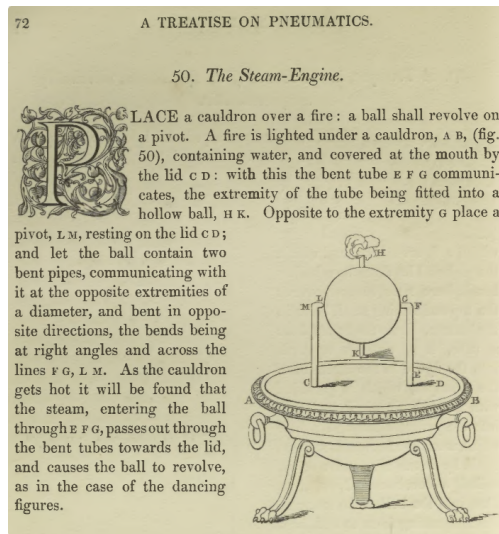 72 A TREATISE ON PNEUMATICS.
50. The Steam-Engine.
PLACE a cauldron over a fire: a ball shall revolve on
a pivot. A fire is lighted under a cauldron, A B, (fig.
50), containing water, and covered at the mouth by
the lid C D: with this the bent tube E F G communi-
cates, the extremity of the tube being fitted into a
hollow ball, H K. Opposite to the extremity G place a
pivot, L M, resting on the lid C D;
and let the ball contain two
bent pipes, communicating with
it at the opposite extremities of
a diameter, and bent in oppo-
site directions, the bends being
at right angles and across the
lines F G, L M. As the cauldron
gets hot it will be found that
the steam, entering the ball
through E F G, passes out through
the bent tubes towards the lid,
and causes the ball to revolve,
as in the case of the dancing
figures.
H
M L G F
K
C E D
A B